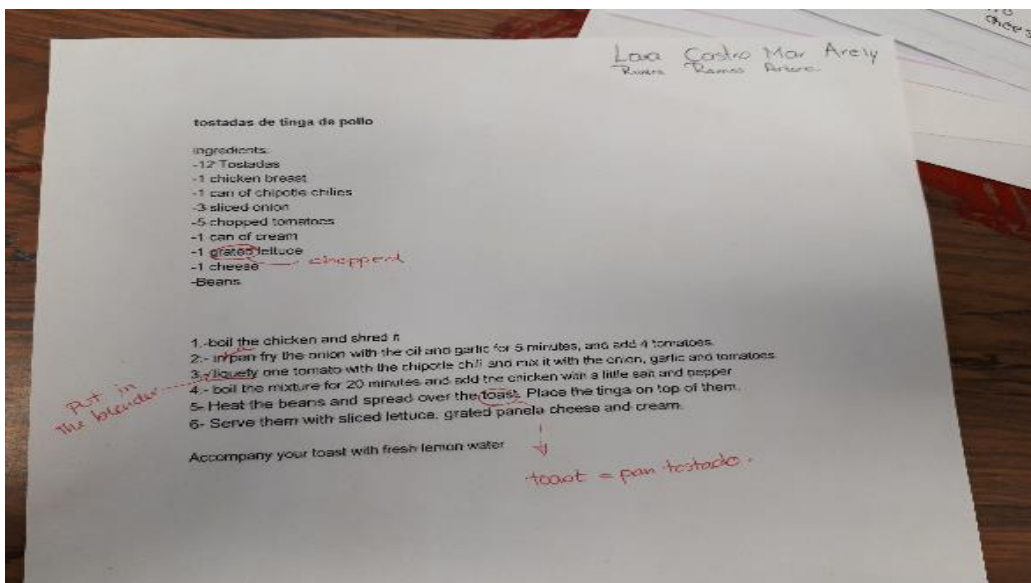 Lara Castro Mar Arely
Rivera Ramos
tostadas de tinga de pollo
Ingredients:
-12 Tostadas
-1 chicken breast
-1 can of chipotle chilies
-3 sliced onion
-5 chopped tomatoes
-1 can of cream
-1 grated lettuce
chopperd
-1 cheese
-Beans
1.-boil the chicken and shred it
a
2.- in pan fry the onion with the oil and garlic for 5 minutes, and add 4 tomatoes.
3.-liquefy one tomato with the chipotle chili and mix it with the onion, garlic and tomatoes
Put in
the blender
4.- boil the mixture for 20 minutes and add the chicken with a little salt and pepper
5- Heat the beans and spread over the toast. Place the tinga on top of them.
6- Serve them with sliced lettuce, grated panela cheese and cream.
Accompany your toast with fresh lemon water
toast = pan tostado.